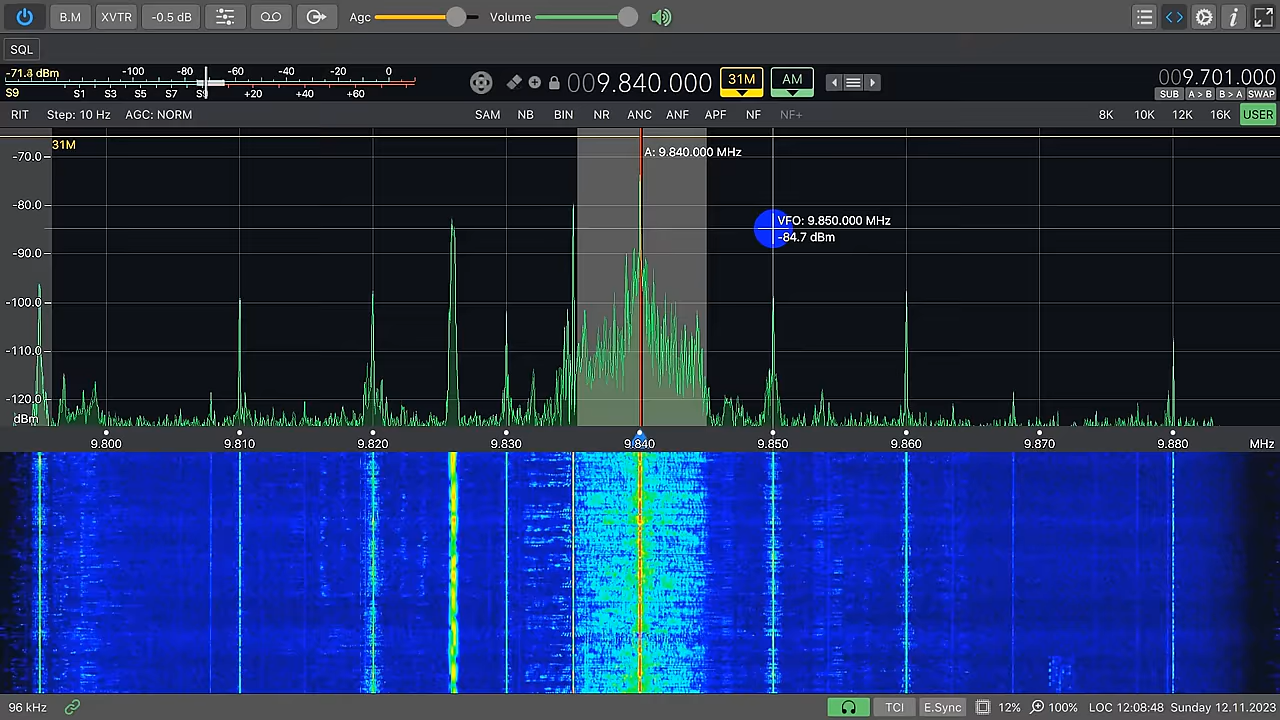 B.M XVTR -0.5 dB Agc Volume
SQL
-71.4 dBm -100 -80 -60 -40 -20 0
S9 S1 S3 S5 S7 +20 +40 +60
009.840.000 31M AM 009.701.000
SUB A > B B > A SWAP
RIT Step: 10 Hz AGC: NORM SAM NB BIN NR ANC ANF APF NF NF+ 8K 10K 12K 16K USER
31M
A: 9.840.000 MHz
-70.0
-80.0
VFO: 9.850.000 MHz
-84.7 dBm
-90.0
-100.0
-110.0
-120.0
dBm
9.800 9.810 9.820 9.830 9.840 9.850 9.860 9.870 9.880 MHz
96 kHz TCI E.Sync 12% 100% LOC 12:08:48 Sunday 12.11.2023